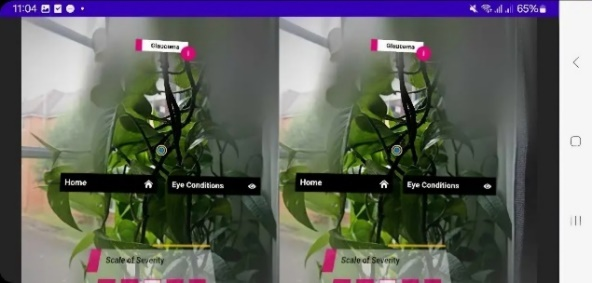 11:04
65%
Glaucoma
Glaucoma
Home
Eye Conditions
Home
Eye Conditions
Scale of Severity
Scale of Severity